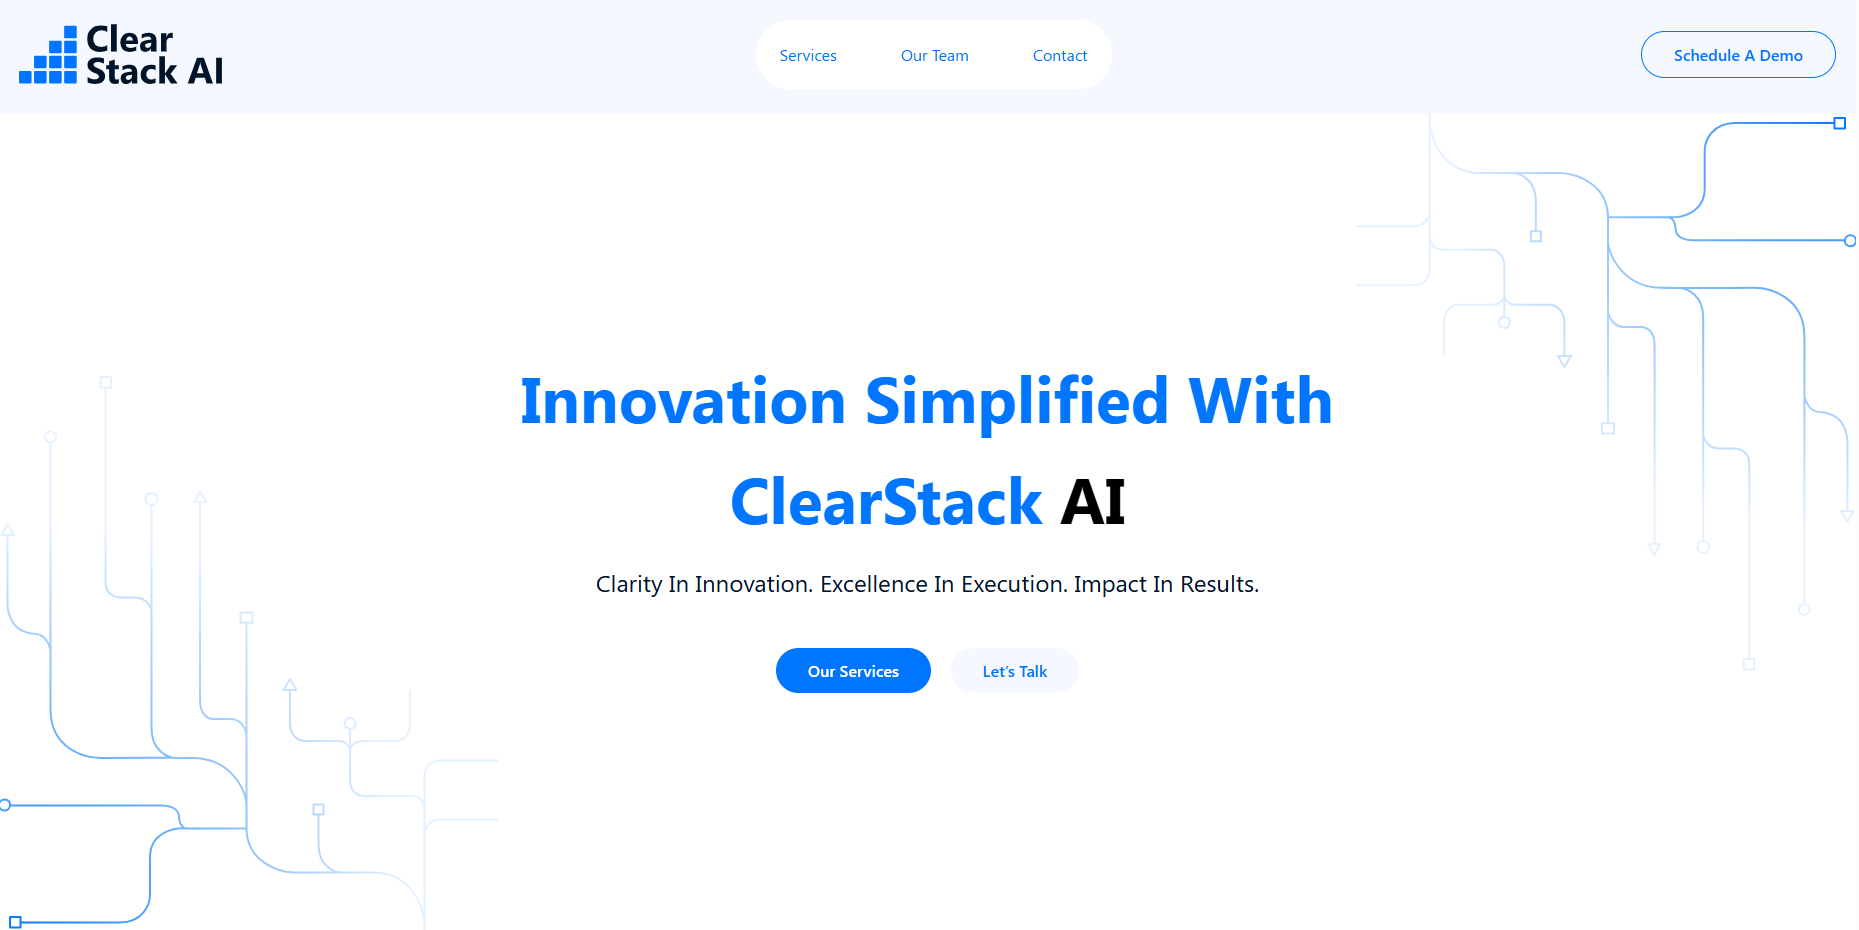 Clear
Stack AI
Services
Our Team
Contact
Schedule A Demo
Innovation Simplified With
ClearStack AI
Clarity In Innovation. Excellence In Execution. Impact In Results.
Our Services
Let's Talk